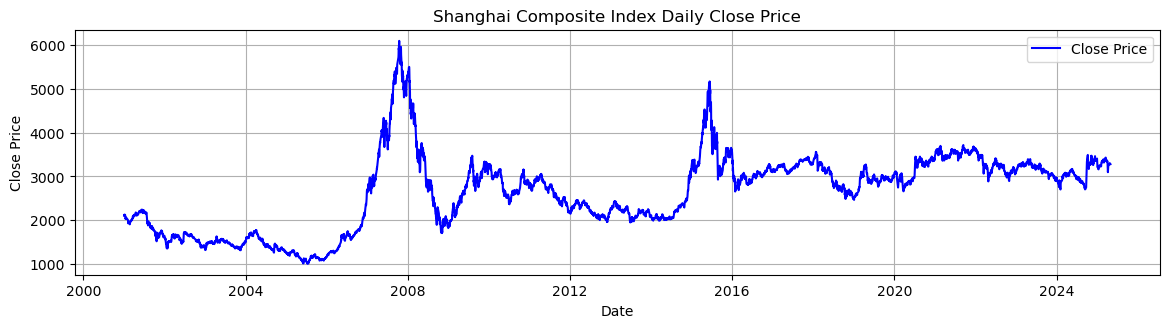 Shanghai Composite Index Daily Close Price
Close Price
6000
5000
4000
3000
2000
1000
Close Price
2000 2004 2008 2012 2016 2020 2024
Date